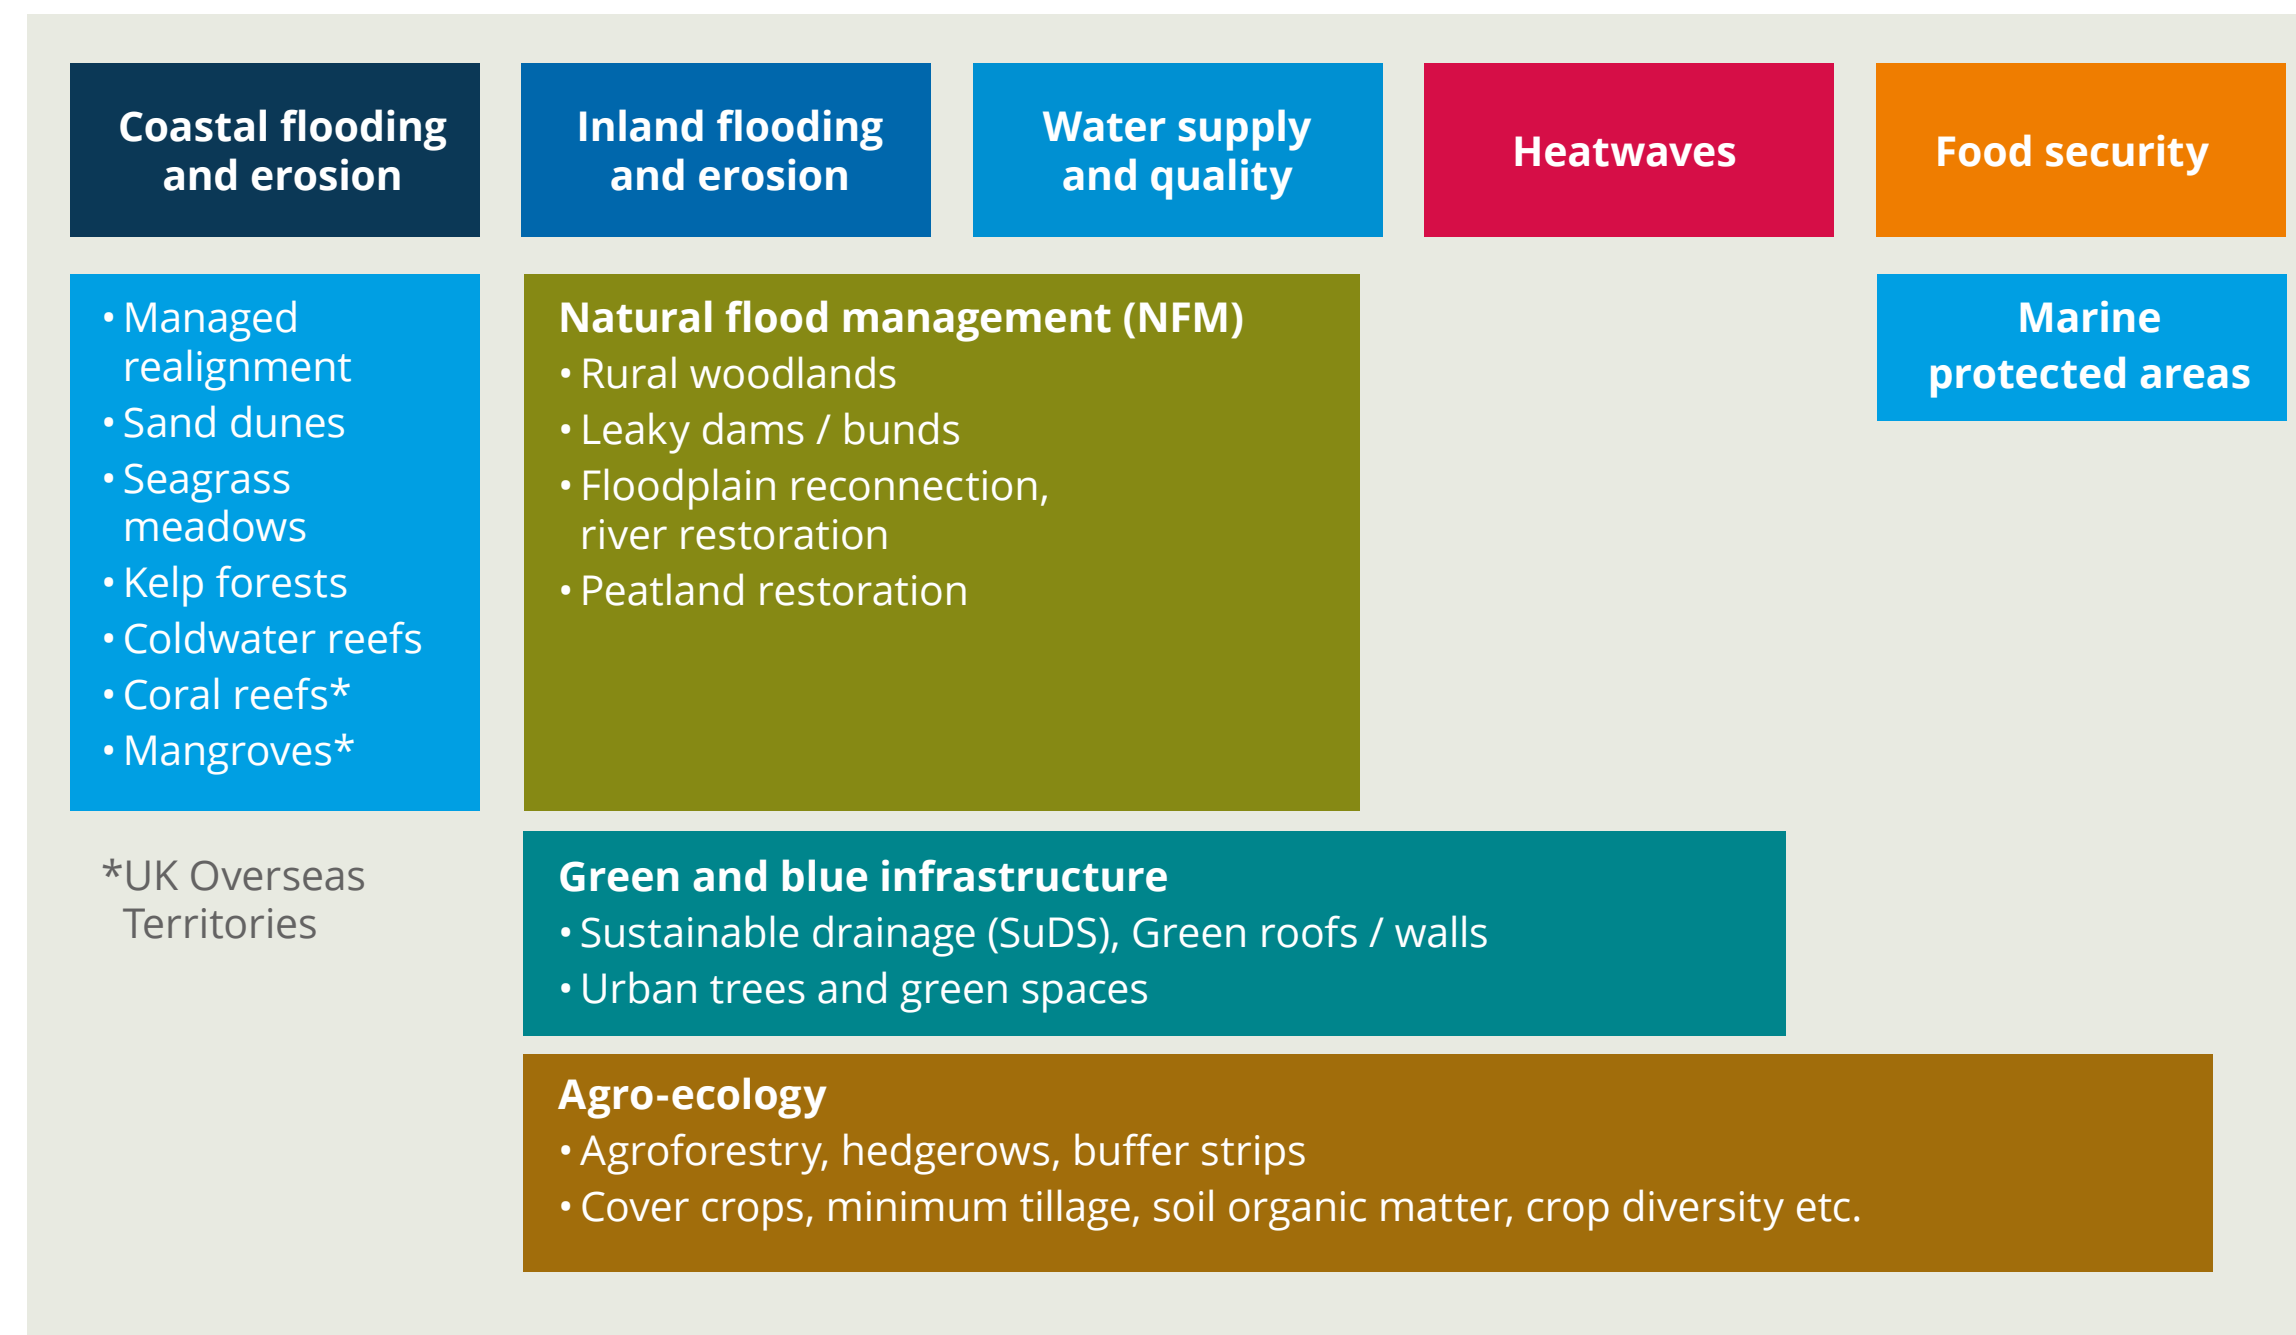 Coastal flooding
and erosion
Inland flooding
and erosion
Water supply
and quality
Heatwaves
Food security
• Managed
realignment
• Sand dunes
• Seagrass
meadows
• Kelp forests
• Coldwater reefs
• Coral reefs*
• Mangroves*
*UK Overseas
Territories
Natural flood management (NFM)
• Rural woodlands
• Leaky dams / bunds
• Floodplain reconnection,
river restoration
• Peatland restoration
Marine
protected areas
Green and blue infrastructure
• Sustainable drainage (SuDS), Green roofs / walls
• Urban trees and green spaces
Agro-ecology
• Agroforestry, hedgerows, buffer strips
• Cover crops, minimum tillage, soil organic matter, crop diversity etc.